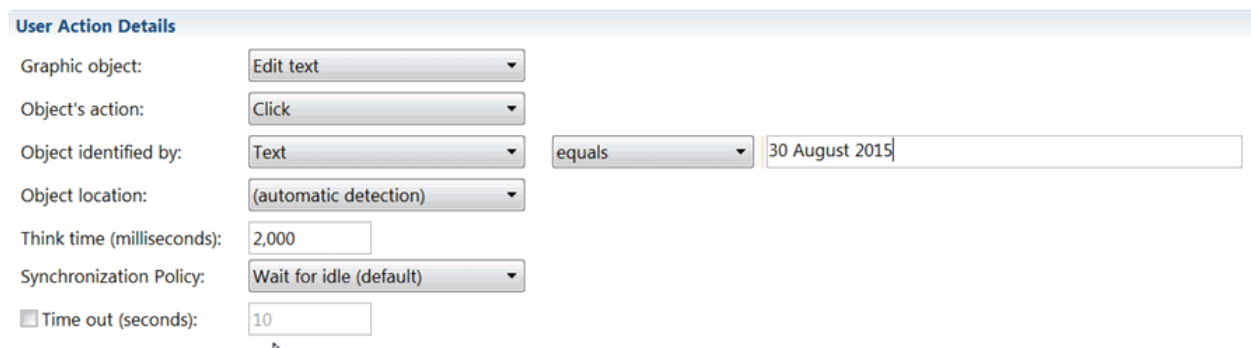 User Action Details
Graphic object: Edit text
Object's action: Click
Object identified by: Text equals 30 August 2015
Object location: (automatic detection)
Think time (milliseconds): 2,000
Synchronization Policy: Wait for idle (default)
Time out (seconds): 10